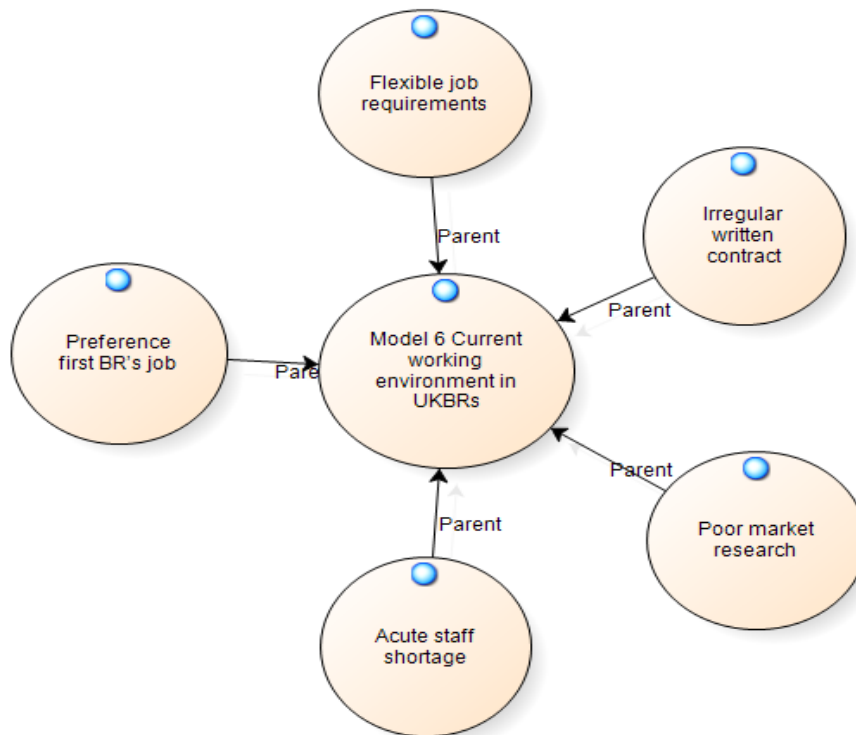 Flexible job
requirements
Parent
Irregular
written
contract
Parent
Preference
first BR's job
Model 6 Current
working
environment in
UKBRs
Parent
Poor market
research
Parent
Acute staff
shortage